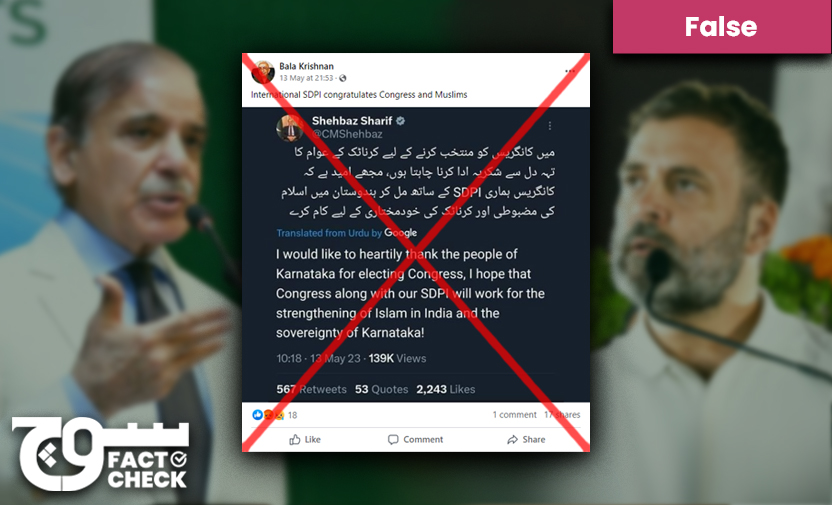 False
Bala Krishnan
13 May at 21:53
International SDPI congratulates Congress and Muslims
Shehbaz Sharif
@CMShehbaz
میں کانگریس کو منتخب کرنے کے لیے کرناٹک کے عوام کا
تہہ دل سے شکریہ ادا کرنا چاہتا ہوں، مجھے امید ہے کہ
کانگریس ہماری SDPI کے ساتھ مل کر ہندوستان میں اسلام
کی مضبوطی اور کرناٹک کی خودمختاری کے لیے کام کرے
Translated from Urdu by Google
I would like to heartily thank the people of
Karnataka for electing Congress, I hope that
Congress along with our SDPI will work for the
strengthening of Islam in India and the
sovereignty of Karnataka!
10:18 · 13 May 23 · 139K Views
567 Retweets 53 Quotes 2,243 Likes
18 1 comment 17 shares
Like Comment Share
سچ
FACT
CHECK